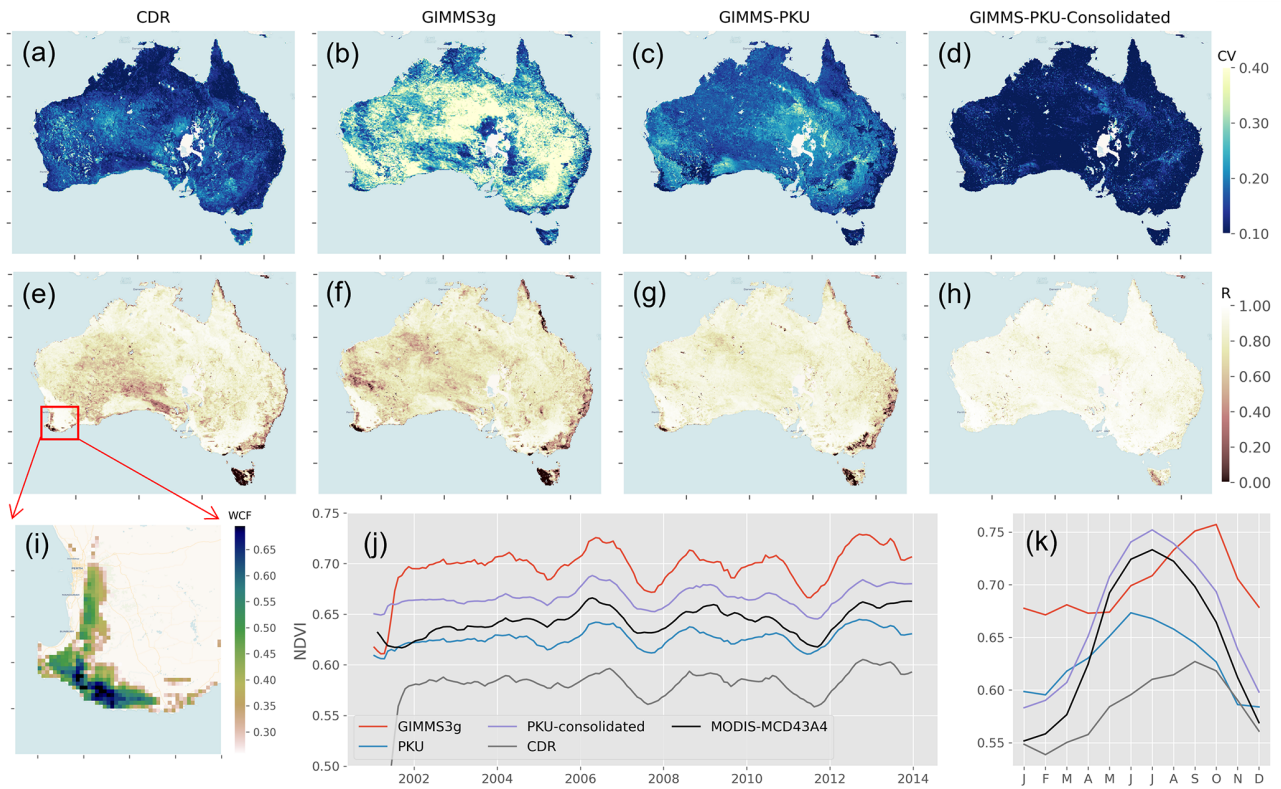 CDR GIMMS3g GIMMS-PKU GIMMS-PKU-Consolidated
(a) (b) (c) (d) CV
0.40
0.30
0.20
0.10
(e) (f) (g) (h) R
1.00
0.80
0.60
0.40
0.20
0.00
(i) WCF
0.65
0.60
0.55
0.50
0.45
0.40
0.35
0.30
(j)
NDVI
0.75
0.70
0.65
0.60
0.55
0.50
GIMMS3g PKU-consolidated MODIS-MCD43A4
PKU CDR
2002 2004 2006 2008 2010 2012 2014
(k)
0.75
0.70
0.65
0.60
0.55
J F M A M J J A S O N D